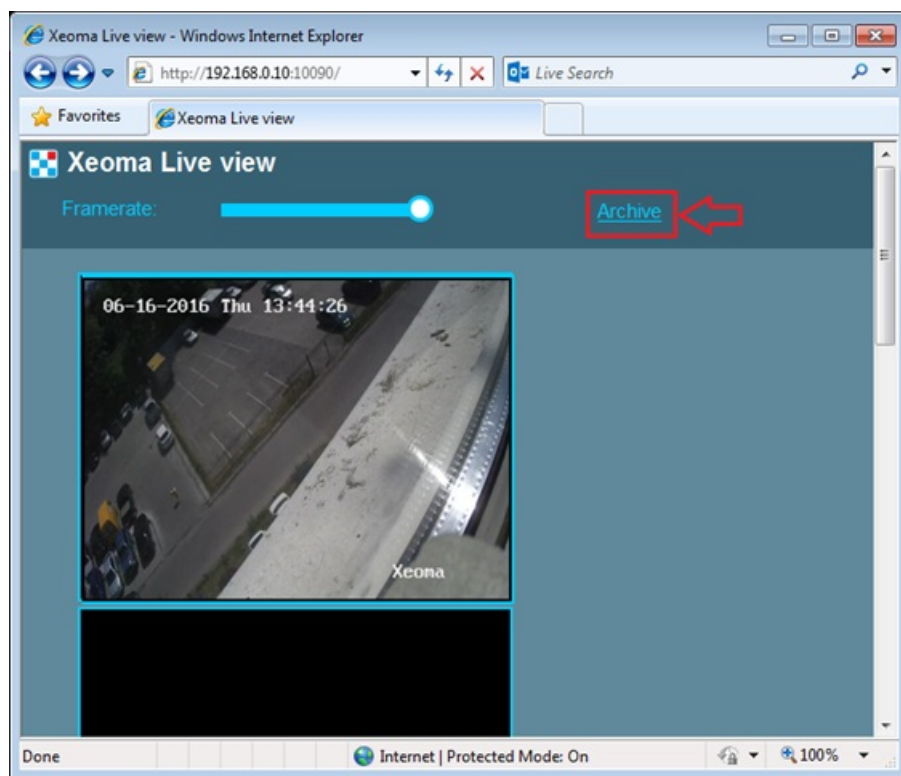 Xeoma Live view - Windows Internet Explorer
http://192.168.0.10:10090/
Live Search
Favorites
Xeoma Live view
Xeoma Live view
Framerate:
Archive
06-16-2016 Thu 13:44:26
Xeoma
Done
Internet | Protected Mode: On
100%